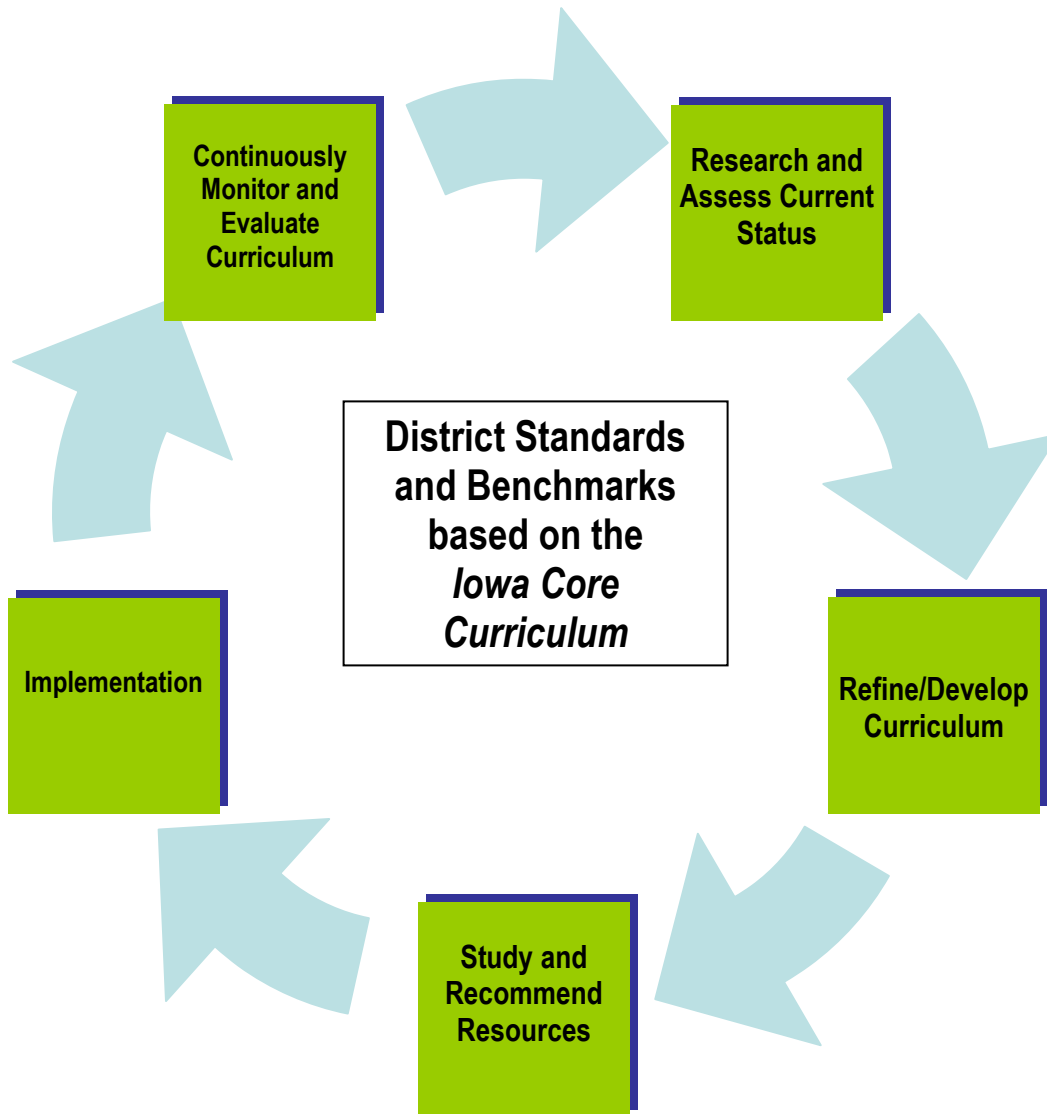 Continuously
Monitor and
Evaluate
Curriculum
Research and
Assess Current
Status
District Standards
and Benchmarks
based on the
Iowa Core
Curriculum
Implementation
Refine/Develop
Curriculum
Study and
Recommend
Resources